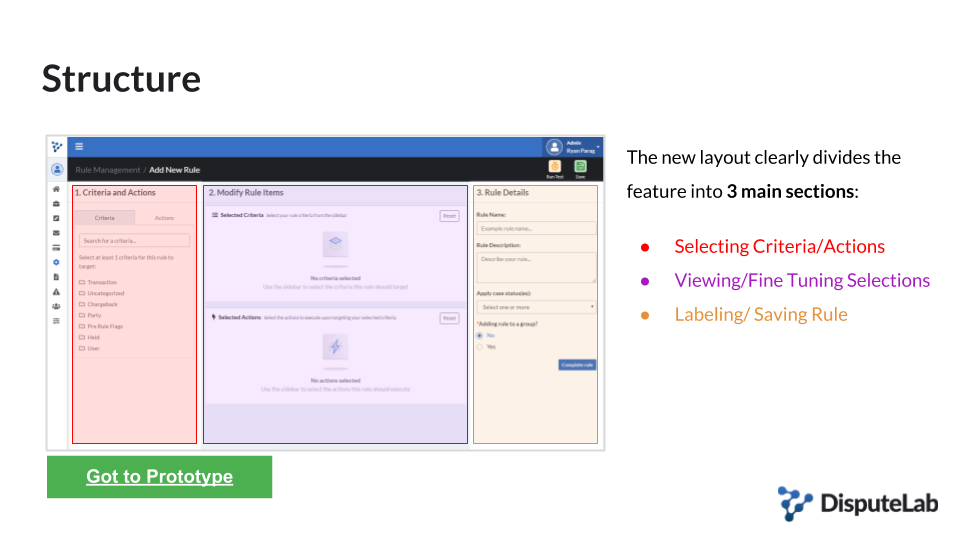 Structure
Admin
Ryan Parag
Rule Management / Add New Rule
Run Test
Save
1. Criteria and Actions
Criteria
Actions
Search for a criteria...
Select at least 1 criteria for this rule to
target:
Transaction
Uncategorized
Chargeback
Party
Pre Rule Flags
Held
User
2. Modify Rule Items
Selected Criteria Select your rule criteria from the sidebar
Reset
No criteria selected
Use the sidebar to select the criteria this rule should target
Selected Actions Select the actions to execute upon targeting your selected criteria
Reset
No actions selected
Use the sidebar to select the actions this rule should execute
3. Rule Details
Rule Name:
Example rule name...
Rule Description:
Describe your rule...
Apply case status(es):
Select one or more
*Adding rule to a group?
No
Yes
Complete rule
The new layout clearly divides the
feature into 3 main sections:
● Selecting Criteria/Actions
● Viewing/Fine Tuning Selections
● Labeling/ Saving Rule
Got to Prototype
DisputeLab